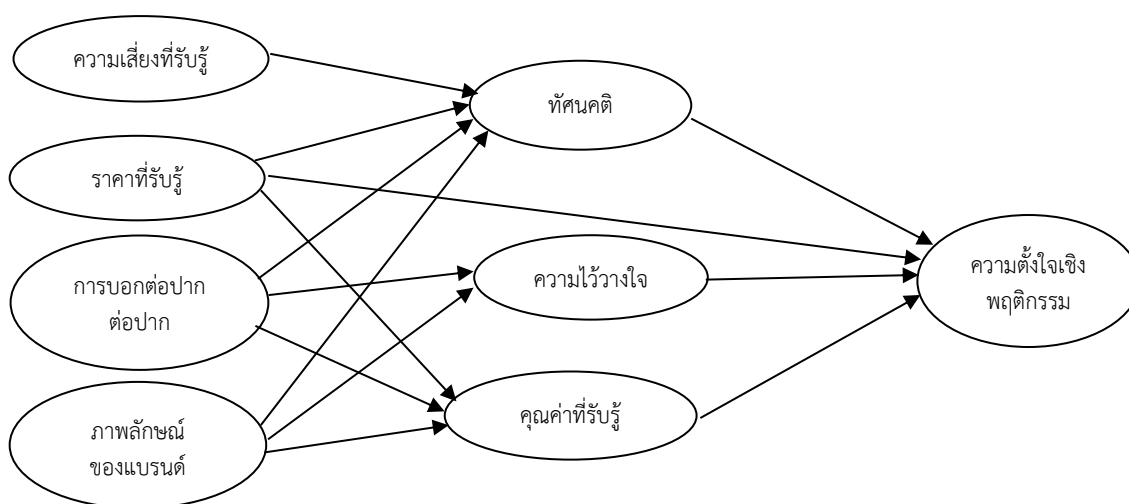 ความเสี่ยงที่รับรู้
ทัศนคติ
ราคาที่รับรู้
การบอกต่อปาก
ต่อปาก
ความไว้วางใจ
ความตั้งใจเชิง
พฤติกรรม
ภาพลักษณ์
ของแบรนด์
คุณค่าที่รับรู้